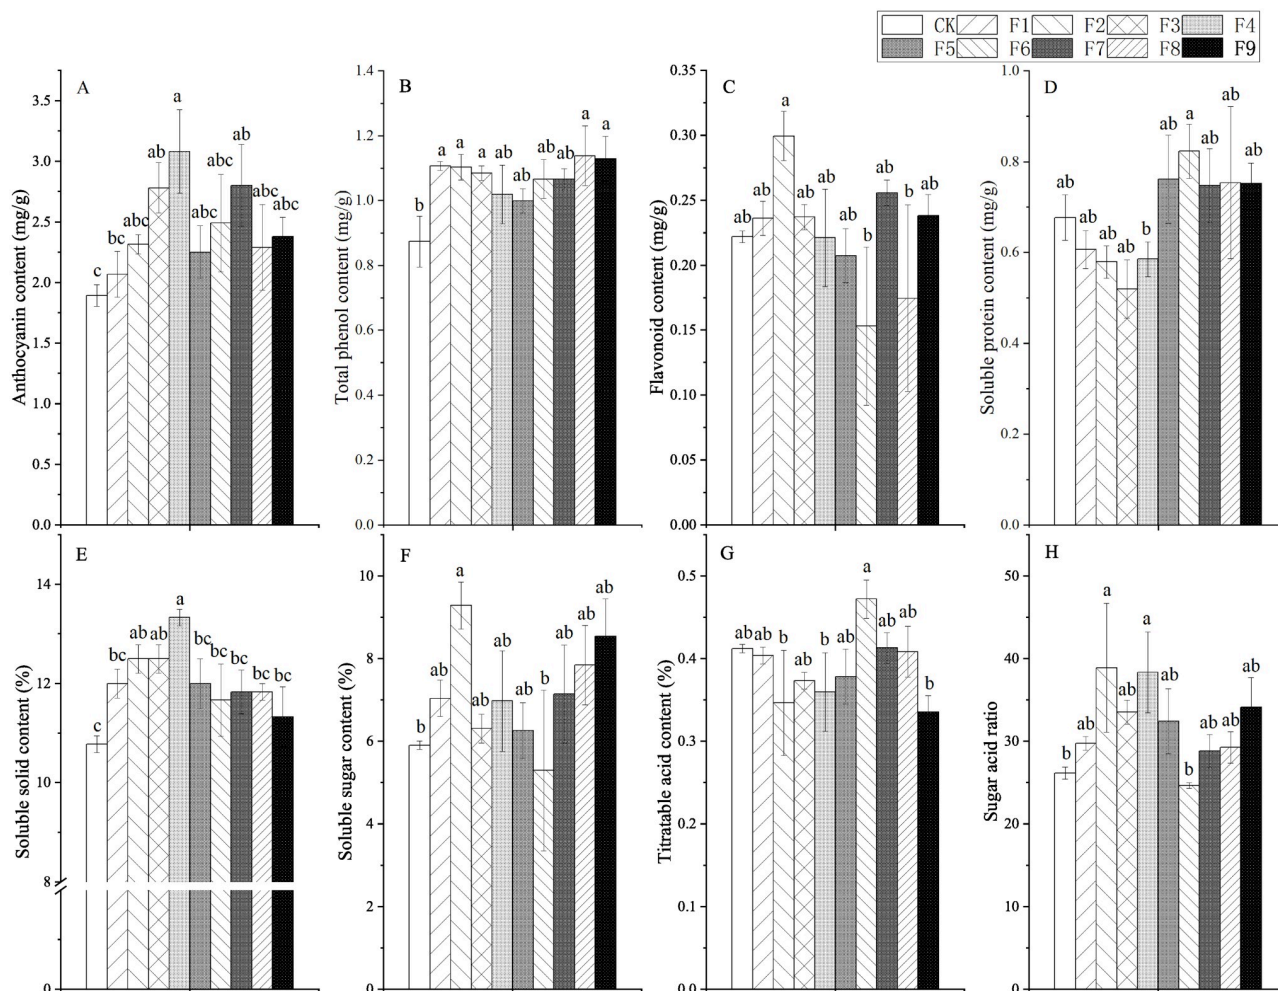 CK F1 F2 F3 F4
F5 F6 F7 F8 F9
A
Anthocyanin content (mg/g)
3.5
3.0
2.5
2.0
1.5
1.0
0.5
0.0
c bc abc ab a abc abc ab abc abc
B
Total phenol content (mg/g)
1.4
1.2
1.0
0.8
0.6
0.4
0.2
0.0
b a a a ab ab ab ab a a
C
Flavonoid content (mg/g)
0.35
0.30
0.25
0.20
0.15
0.10
0.05
0.00
ab ab a ab ab ab b ab b ab
D
Soluble protein content (mg/g)
1.0
0.8
0.6
0.4
0.2
0.0
ab ab ab ab b ab a ab ab ab
E
Soluble solid content (%)
14
12
10
8
0
c bc ab ab a bc bc bc bc bc
F
Soluble sugar content (%)
10
8
6
4
2
0
b ab a ab ab ab b ab ab ab
G
Titratable acid content (%)
0.5
0.4
0.3
0.2
0.1
0.0
ab ab b ab b ab a ab ab b
H
Sugar acid ratio
50
40
30
20
10
0
b ab a ab a ab b ab ab ab